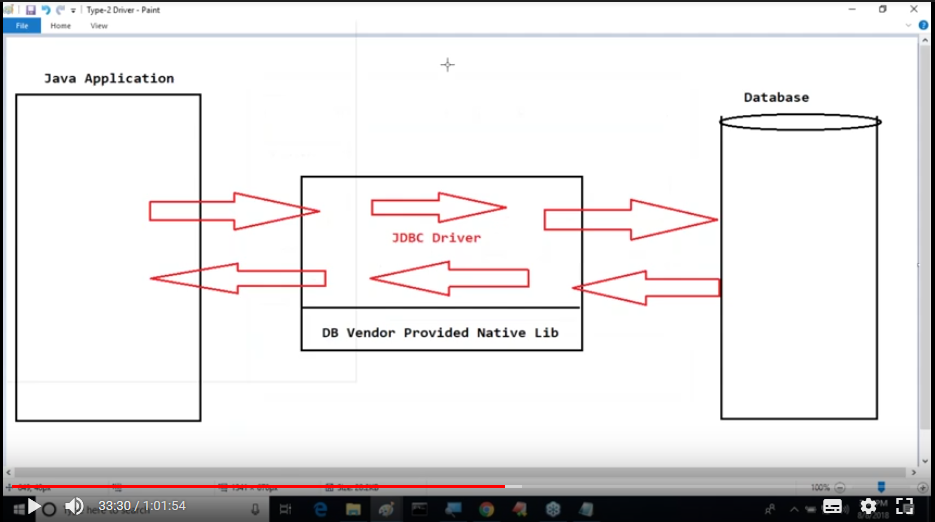 Type-2 Driver - Paint
File Home View
Java Application
Database
JDBC Driver
DB Vendor Provided Native Lib
100%
33:30 / 1:01:54